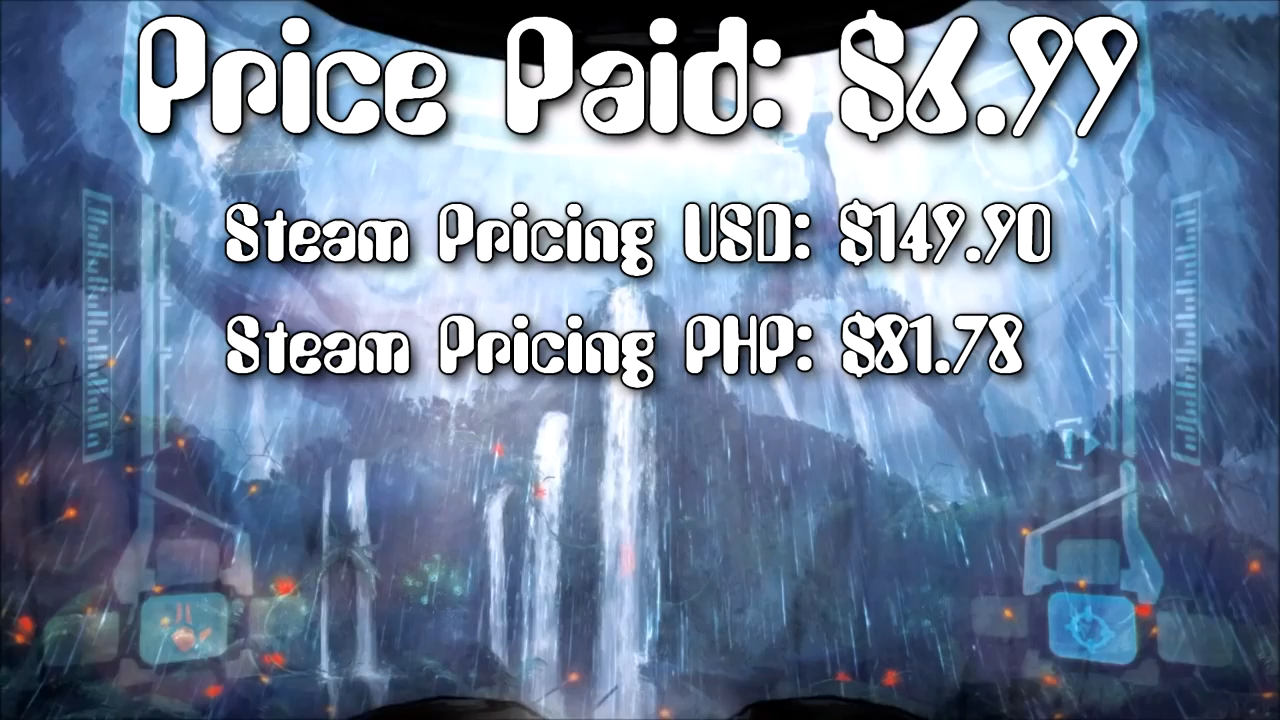 Price Paid: $6.99
Steam Pricing USD: $149.90
Steam Pricing PHP: $81.78